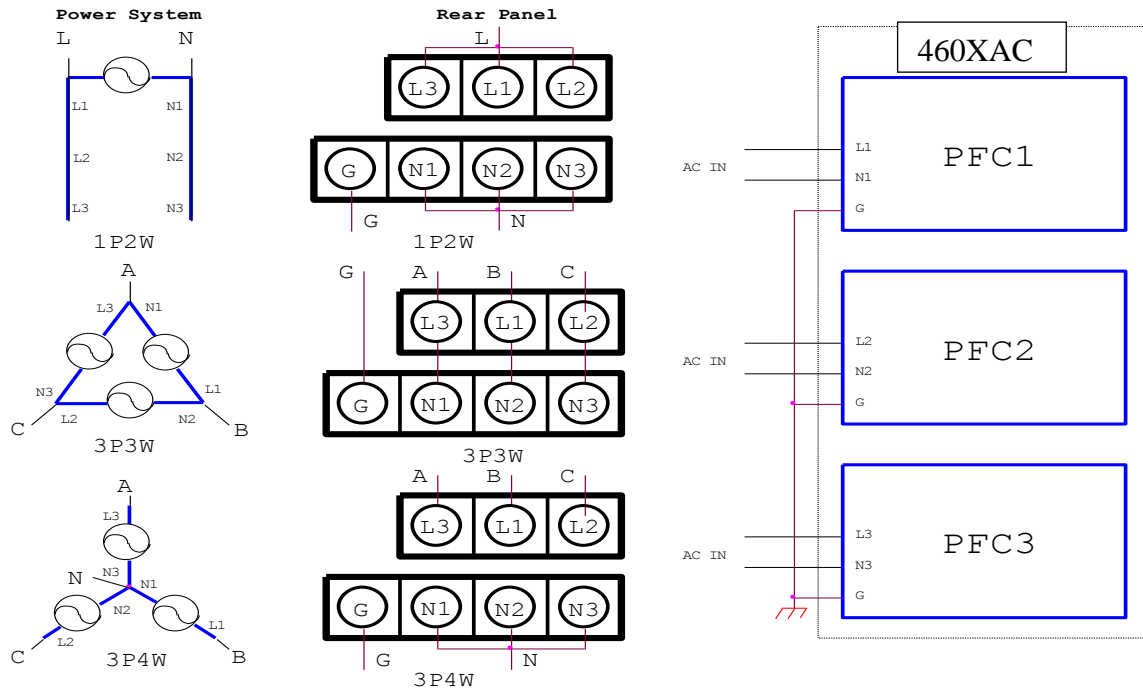 Power System
L N
L1 N1
L2 N2
L3 N3
1P2W
A
L3 N1
N3 L1
L2 N2
C B
3P3W
A
L3
N N3 N1
N2
L2 L1
C B
3P4W
Rear Panel
L
L3 L1 L2
G N1 N2 N3
G N
1P2W
G A B C
L3 L1 L2
G N1 N2 N3
3P3W
A B C
L3 L1 L2
G N1 N2 N3
G N
3P4W
460XAC
L1 PFC1
AC IN N1
G
L2 PFC2
AC IN N2
G
L3 PFC3
AC IN N3
G